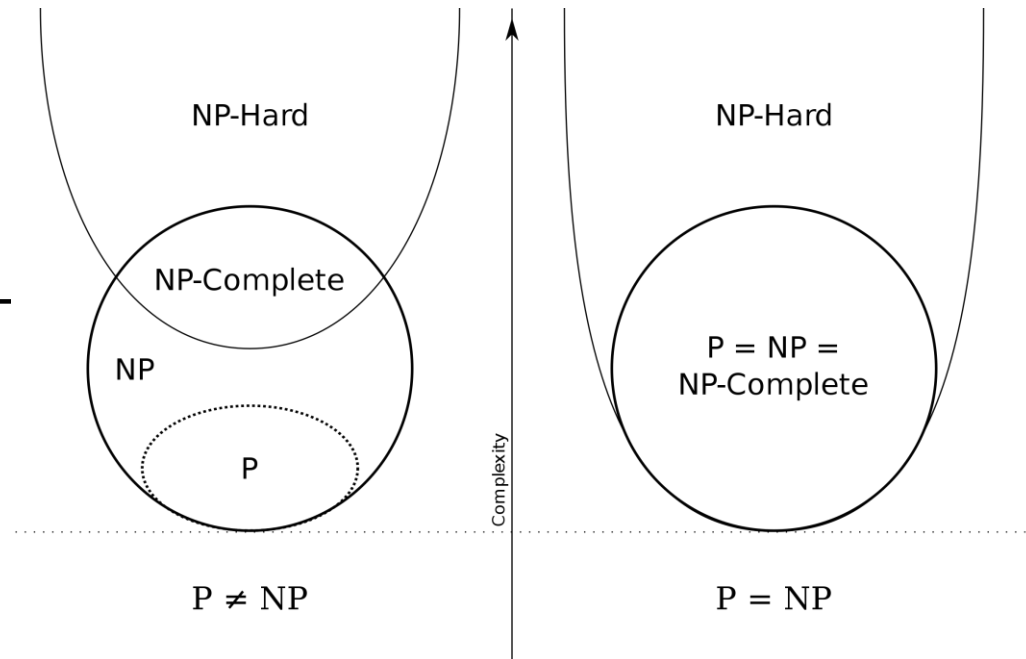 NP-Hard
NP-Complete
NP
P
P ≠ NP
Complexity
NP-Hard
P = NP =
NP-Complete
P = NP